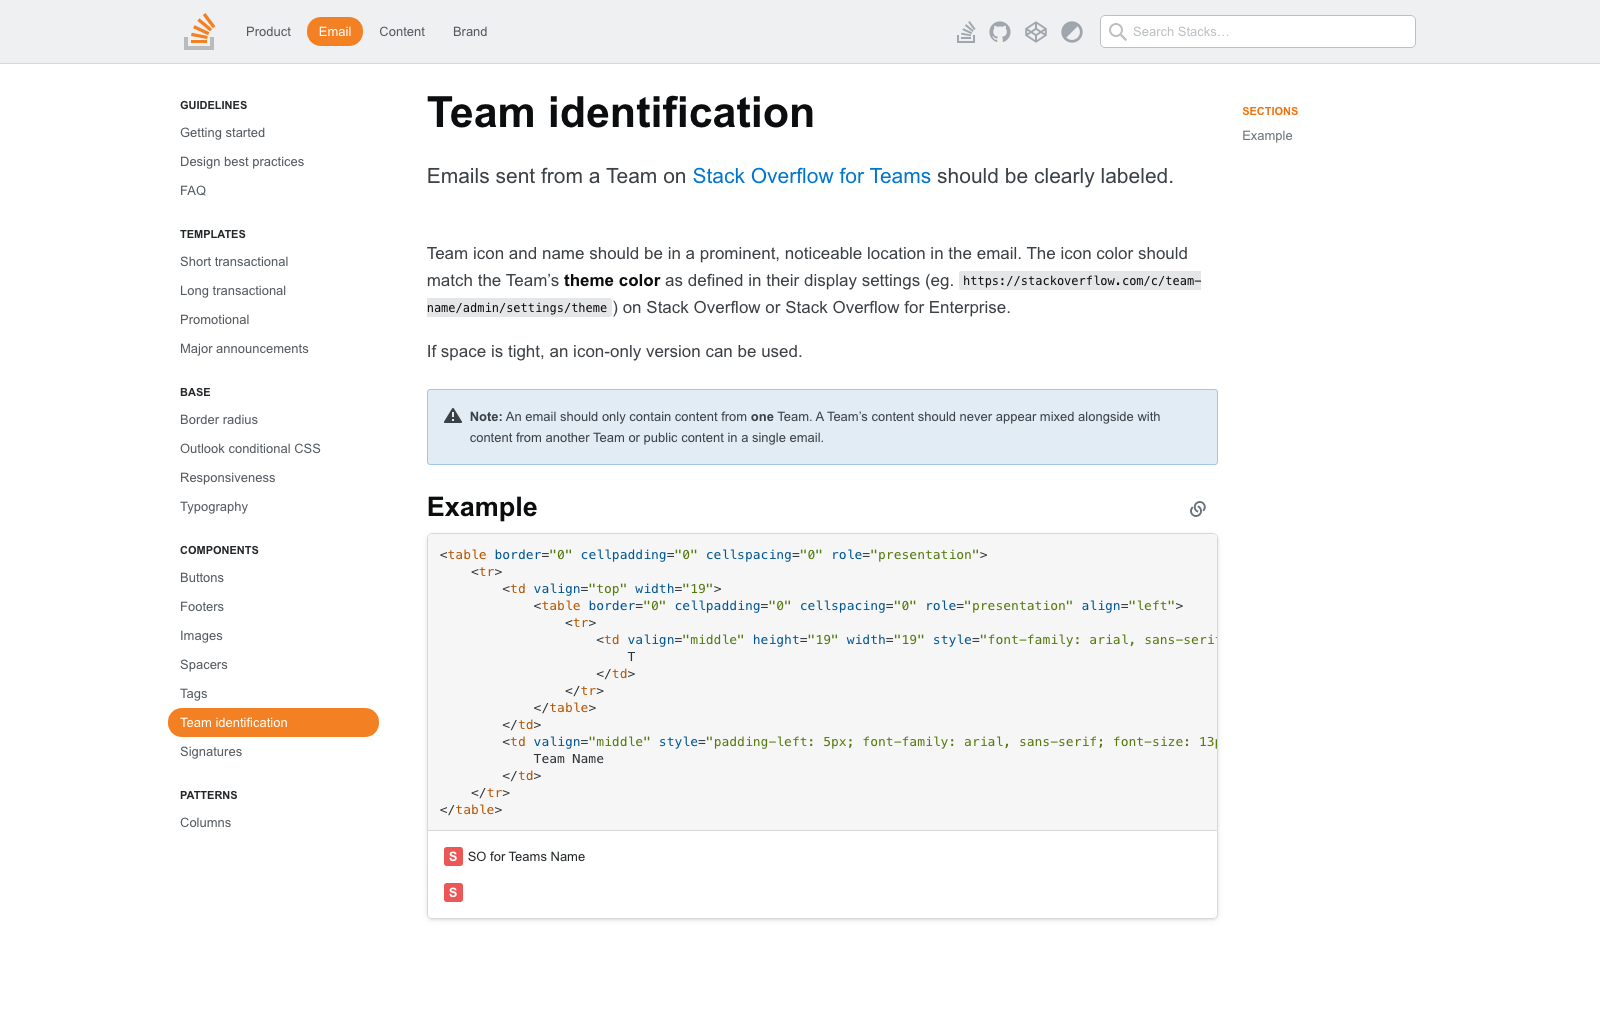 Product Email Content Brand
Search Stacks…
GUIDELINES
Getting started
Design best practices
FAQ
TEMPLATES
Short transactional
Long transactional
Promotional
Major announcements
BASE
Border radius
Outlook conditional CSS
Responsiveness
Typography
COMPONENTS
Buttons
Footers
Images
Spacers
Tags
Team identification
Signatures
PATTERNS
Columns
Team identification
Emails sent from a Team on Stack Overflow for Teams should be clearly labeled.
Team icon and name should be in a prominent, noticeable location in the email. The icon color should
match the Team’s theme color as defined in their display settings (eg. https://stackoverflow.com/c/team-
name/admin/settings/theme) on Stack Overflow or Stack Overflow for Enterprise.
If space is tight, an icon-only version can be used.
Note: An email should only contain content from one Team. A Team’s content should never appear mixed alongside with
content from another Team or public content in a single email.
Example
<table border="0" cellpadding="0" cellspacing="0" role="presentation">
    <tr>
        <td valign="top" width="19">
            <table border="0" cellpadding="0" cellspacing="0" role="presentation" align="left">
                <tr>
                    <td valign="middle" height="19" width="19" style="font-family: arial, sans-seri
                        T
                    </td>
                </tr>
            </table>
        </td>
        <td valign="middle" style="padding-left: 5px; font-family: arial, sans-serif; font-size: 13p
            Team Name
        </td>
    </tr>
</table>
S SO for Teams Name
S
SECTIONS
Example